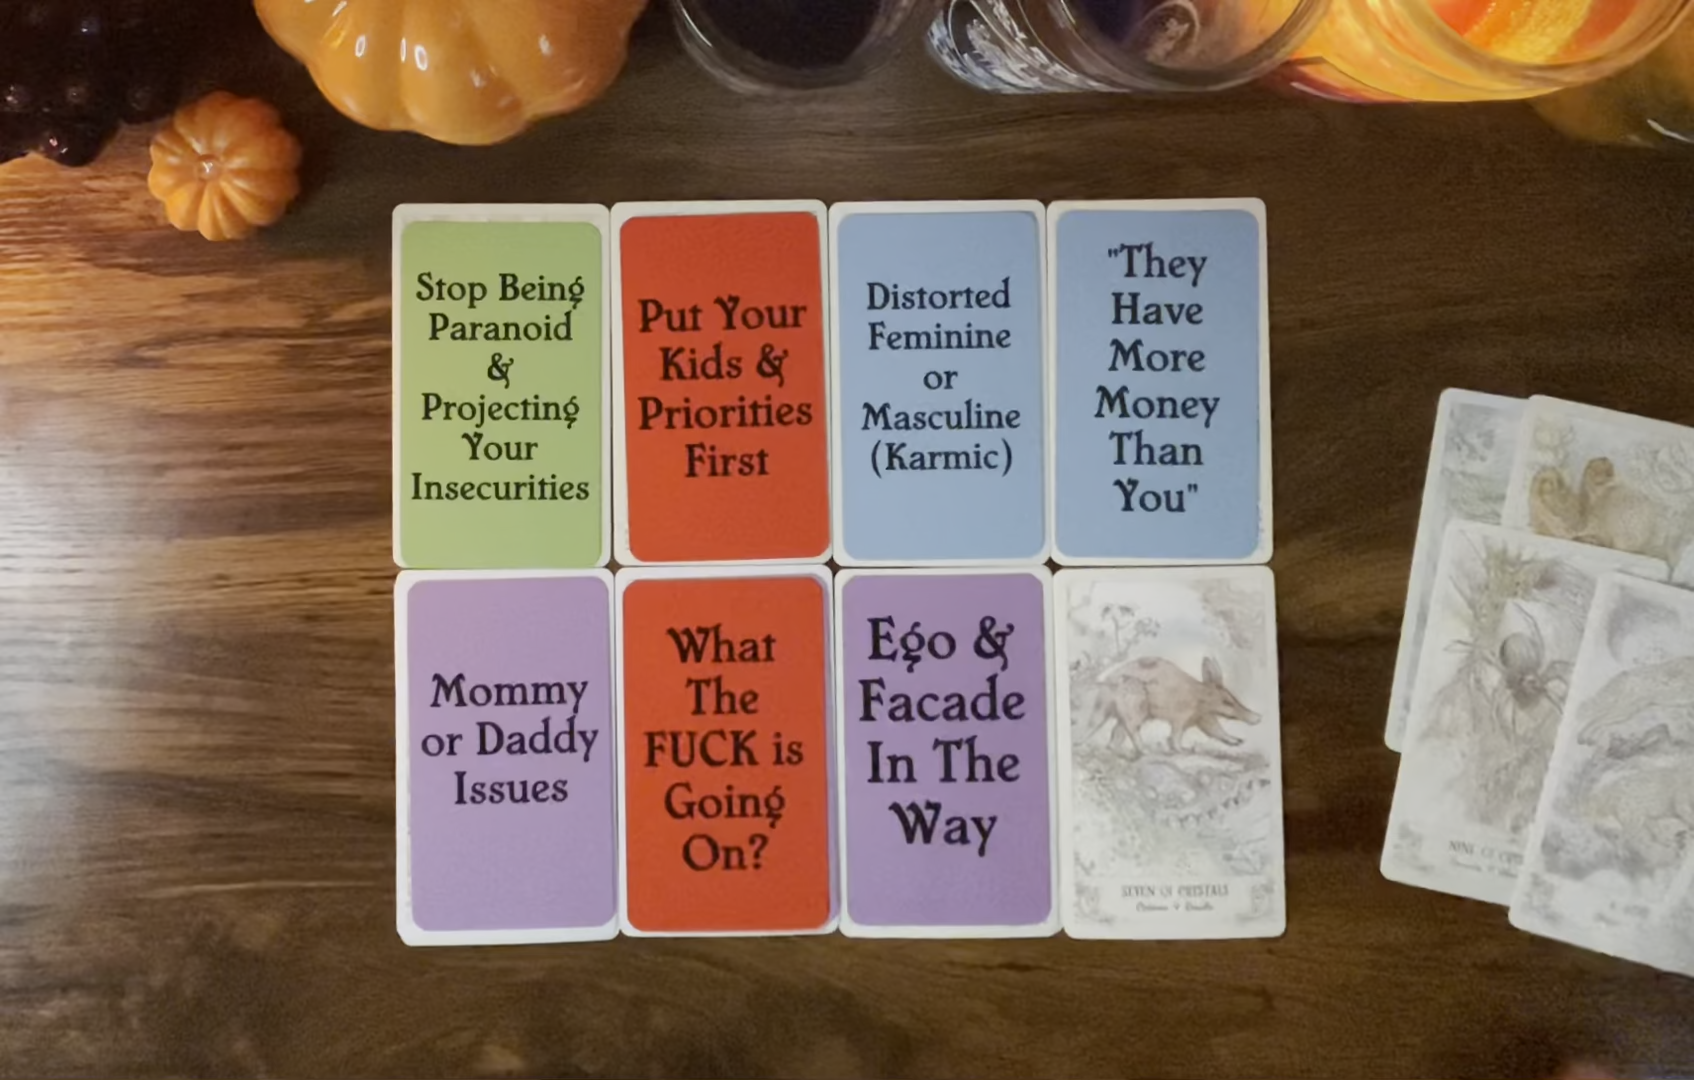 Stop Being
Paranoid
&
Projecting
Your
Insecurities
Put Your
Kids &
Priorities
First
Distorted
Feminine
or
Masculine
(Karmic)
"They
Have
More
Money
Than
You"
Mommy
or Daddy
Issues
What
The
FUCK is
Going
On?
Ego &
Facade
In The
Way
SEVEN OF CRYSTALS
NINE OF